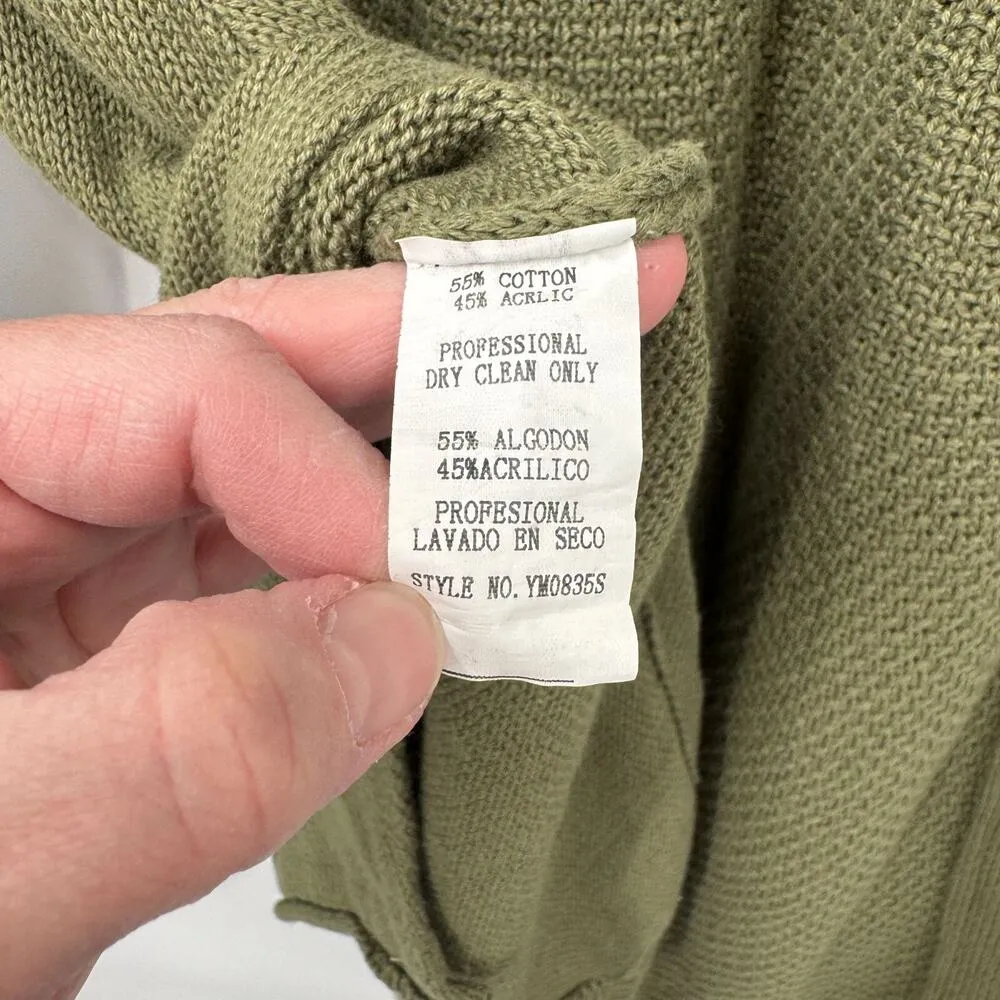 55% COTTON
45% ACRLIC
PROFESSIONAL
DRY CLEAN ONLY
55% ALGODON
45%ACRILICO
PROFESIONAL
LAVADO EN SECO
STYLE NO. YM0835S